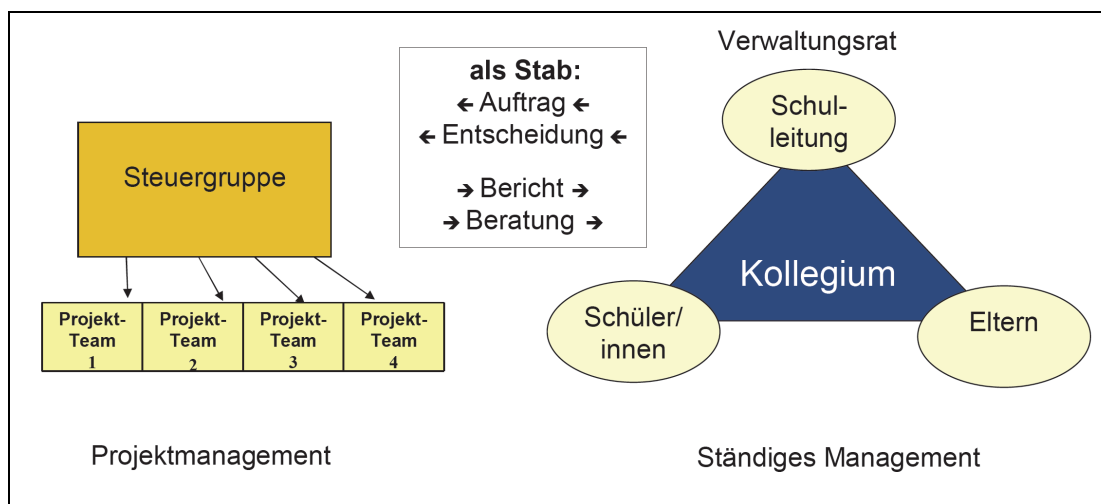 Verwaltungsrat
als Stab:
← Auftrag ←
← Entscheidung ←
→ Bericht →
→ Beratung →
Schul-
leitung
Steuergruppe
Kollegium
Projekt-
Team
1
Projekt-
Team
2
Projekt-
Team
3
Projekt-
Team
4
Schüler/
innen
Eltern
Projektmanagement
Ständiges Management